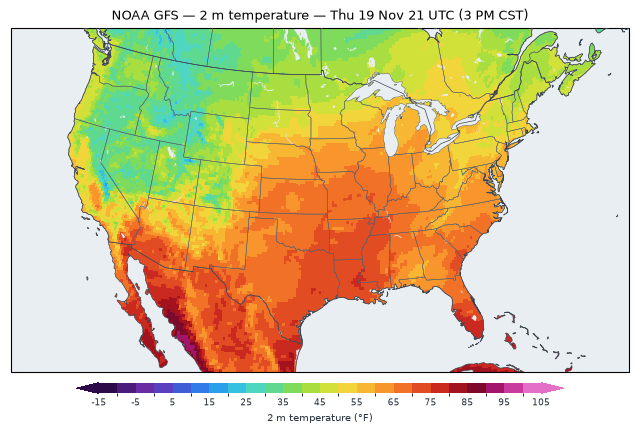 NOAA GFS — 2 m temperature — Thu 19 Nov 21 UTC (3 PM CST)
-15 -5 5 15 25 35 45 55 65 75 85 95 105
2 m temperature (°F)